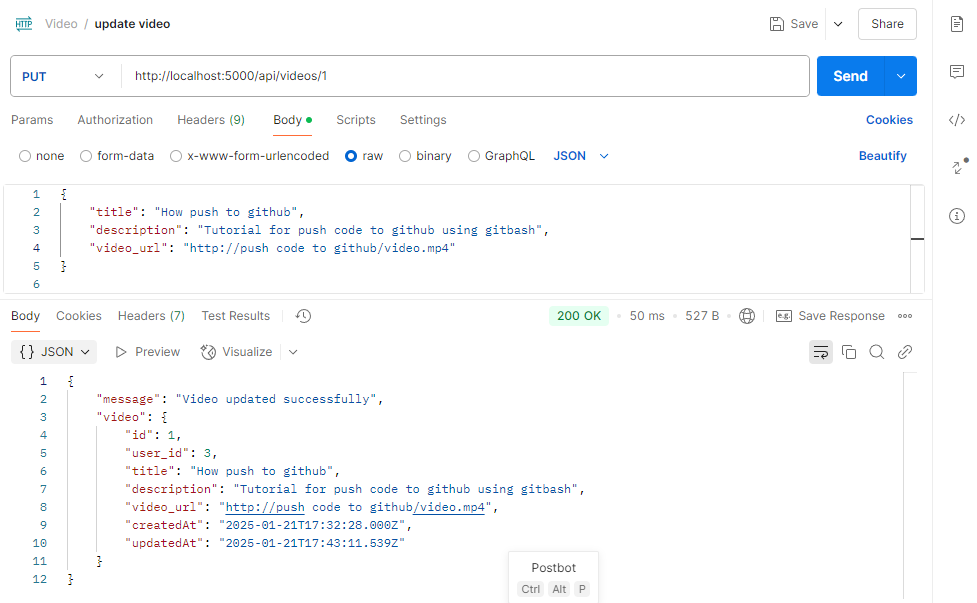 HTTP Video / update video Save Share
PUT http://localhost:5000/api/videos/1 Send
Params Authorization Headers (9) Body Scripts Settings Cookies
none form-data x-www-form-urlencoded raw binary GraphQL JSON Beautify
1 {
2 "title": "How push to github",
3 "description": "Tutorial for push code to github using gitbash",
4 "video_url": "http://push code to github/video.mp4"
5 }
6
Body Cookies Headers (7) Test Results 200 OK • 50 ms • 527 B • e.g. Save Response
{} JSON Preview Visualize
1 {
2 "message": "Video updated successfully",
3 "video": {
4 "id": 1,
5 "user_id": 3,
6 "title": "How push to github",
7 "description": "Tutorial for push code to github using gitbash",
8 "video_url": "http://push code to github/video.mp4",
9 "createdAt": "2025-01-21T17:32:28.000Z",
10 "updatedAt": "2025-01-21T17:43:11.539Z"
11 }
12 }
Postbot
Ctrl Alt P